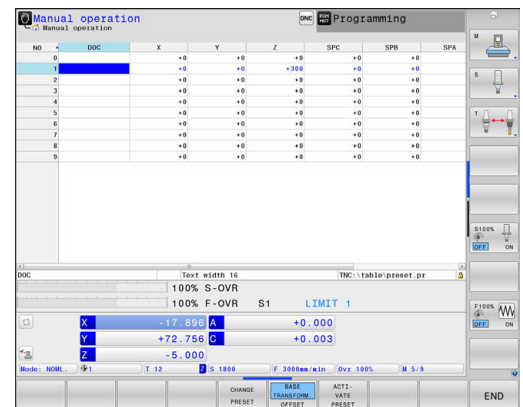 Manual operation
Manual operation
DNC
Programming
NO DOC X Y Z SPC SPB SPA
0 +0 +0 +0 +0 +0
1 +0 +0 +300 +0 +0
2 +0 +0 +0 +0 +0
3 +0 +0 +0 +0 +0
4 +0 +0 +0 +0 +0
5 +0 +0 +0 +0 +0
6 +0 +0 +0 +0 +0
7 +0 +0 +0 +0 +0
8 +0 +0 +0 +0 +0
9 +0 +0 +0 +0 +0
DOC Text width 16 TNC:\table\preset.pr
100% S-OVR
100% F-OVR S1 LIMIT 1
X -17.896 A +0.000
Y +72.756 C +0.003
Z -5.000
Mode: NOML. 1 T 12 Z S 1800 F 3000mm/min Ovr 100% M 5/9
CHANGE
PRESET
BASE
TRANSFORM.
OFFSET
ACTI-
VATE
PRESET
END
M
S
T
S100%
OFF ON
F100%
OFF ON